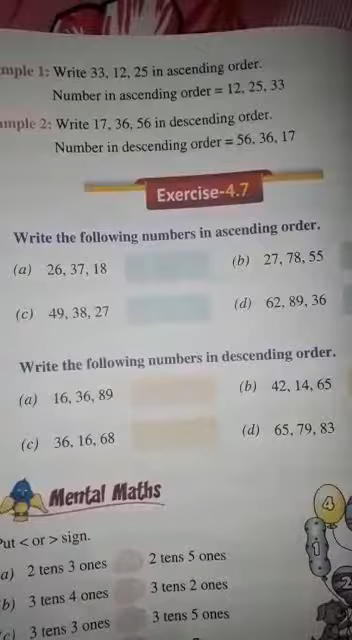 mple 1: Write 33, 12, 25 in ascending order.
Number in ascending order = 12, 25, 33
ample 2: Write 17, 36, 56 in descending order.
Number in descending order = 56, 36, 17
Exercise-4.7
Write the following numbers in ascending order.
(a) 26, 37, 18 (b) 27, 78, 55
(c) 49, 38, 27 (d) 62, 89, 36
Write the following numbers in descending order.
(a) 16, 36, 89 (b) 42, 14, 65
(c) 36, 16, 68 (d) 65, 79, 83
Mental Maths
Put < or > sign.
a) 2 tens 3 ones 2 tens 5 ones
b) 3 tens 4 ones 3 tens 2 ones
c) 3 tens 3 ones 3 tens 5 ones
4
1
2